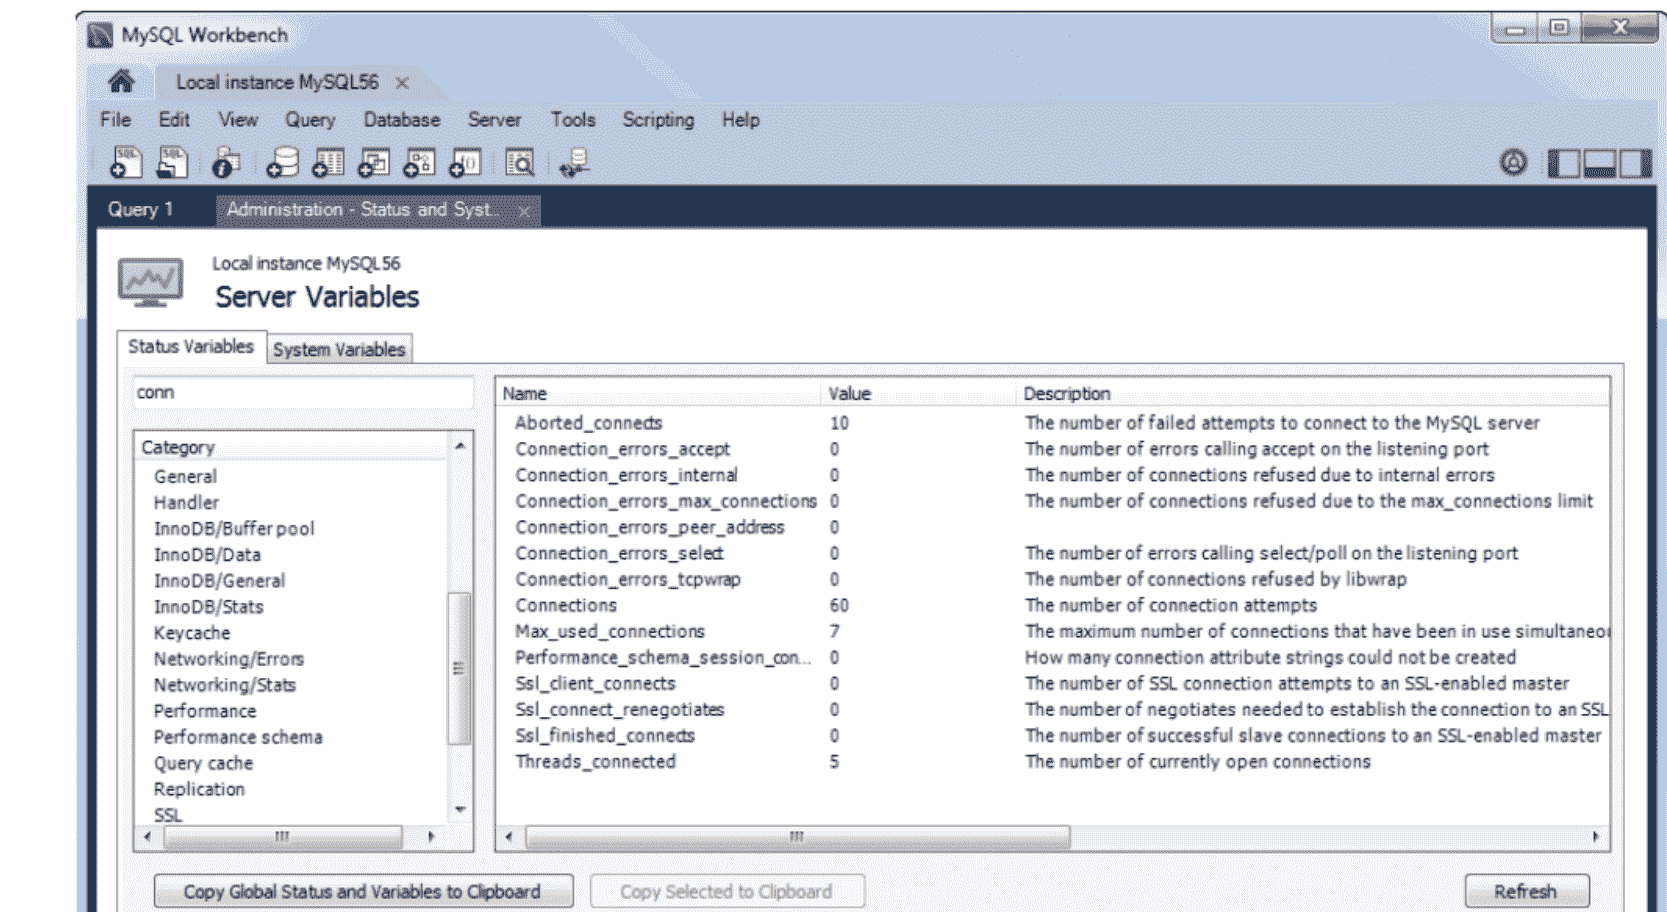 MySQL Workbench
Local instance MySQL56
File Edit View Query Database Server Tools Scripting Help
Query 1 Administration - Status and Syst..
Local instance MySQL56
Server Variables
Status Variables System Variables
conn
Category
General
Handler
InnoDB/Buffer pool
InnoDB/Data
InnoDB/General
InnoDB/Stats
Keycache
Networking/Errors
Networking/Stats
Performance
Performance schema
Query cache
Replication
SSL
Name Value Description
Aborted_connects 10 The number of failed attempts to connect to the MySQL server
Connection_errors_accept 0 The number of errors calling accept on the listening port
Connection_errors_internal 0 The number of connections refused due to internal errors
Connection_errors_max_connections 0 The number of connections refused due to the max_connections limit
Connection_errors_peer_address 0
Connection_errors_select 0 The number of errors calling select/poll on the listening port
Connection_errors_tcpwrap 0 The number of connections refused by libwrap
Connections 60 The number of connection attempts
Max_used_connections 7 The maximum number of connections that have been in use simultaneou
Performance_schema_session_con... 0 How many connection attribute strings could not be created
Ssl_client_connects 0 The number of SSL connection attempts to an SSL-enabled master
Ssl_connect_renegotiates 0 The number of negotiates needed to establish the connection to an SSL
Ssl_finished_connects 0 The number of successful slave connections to an SSL-enabled master
Threads_connected 5 The number of currently open connections
Copy Global Status and Variables to Clipboard Copy Selected to Clipboard Refresh